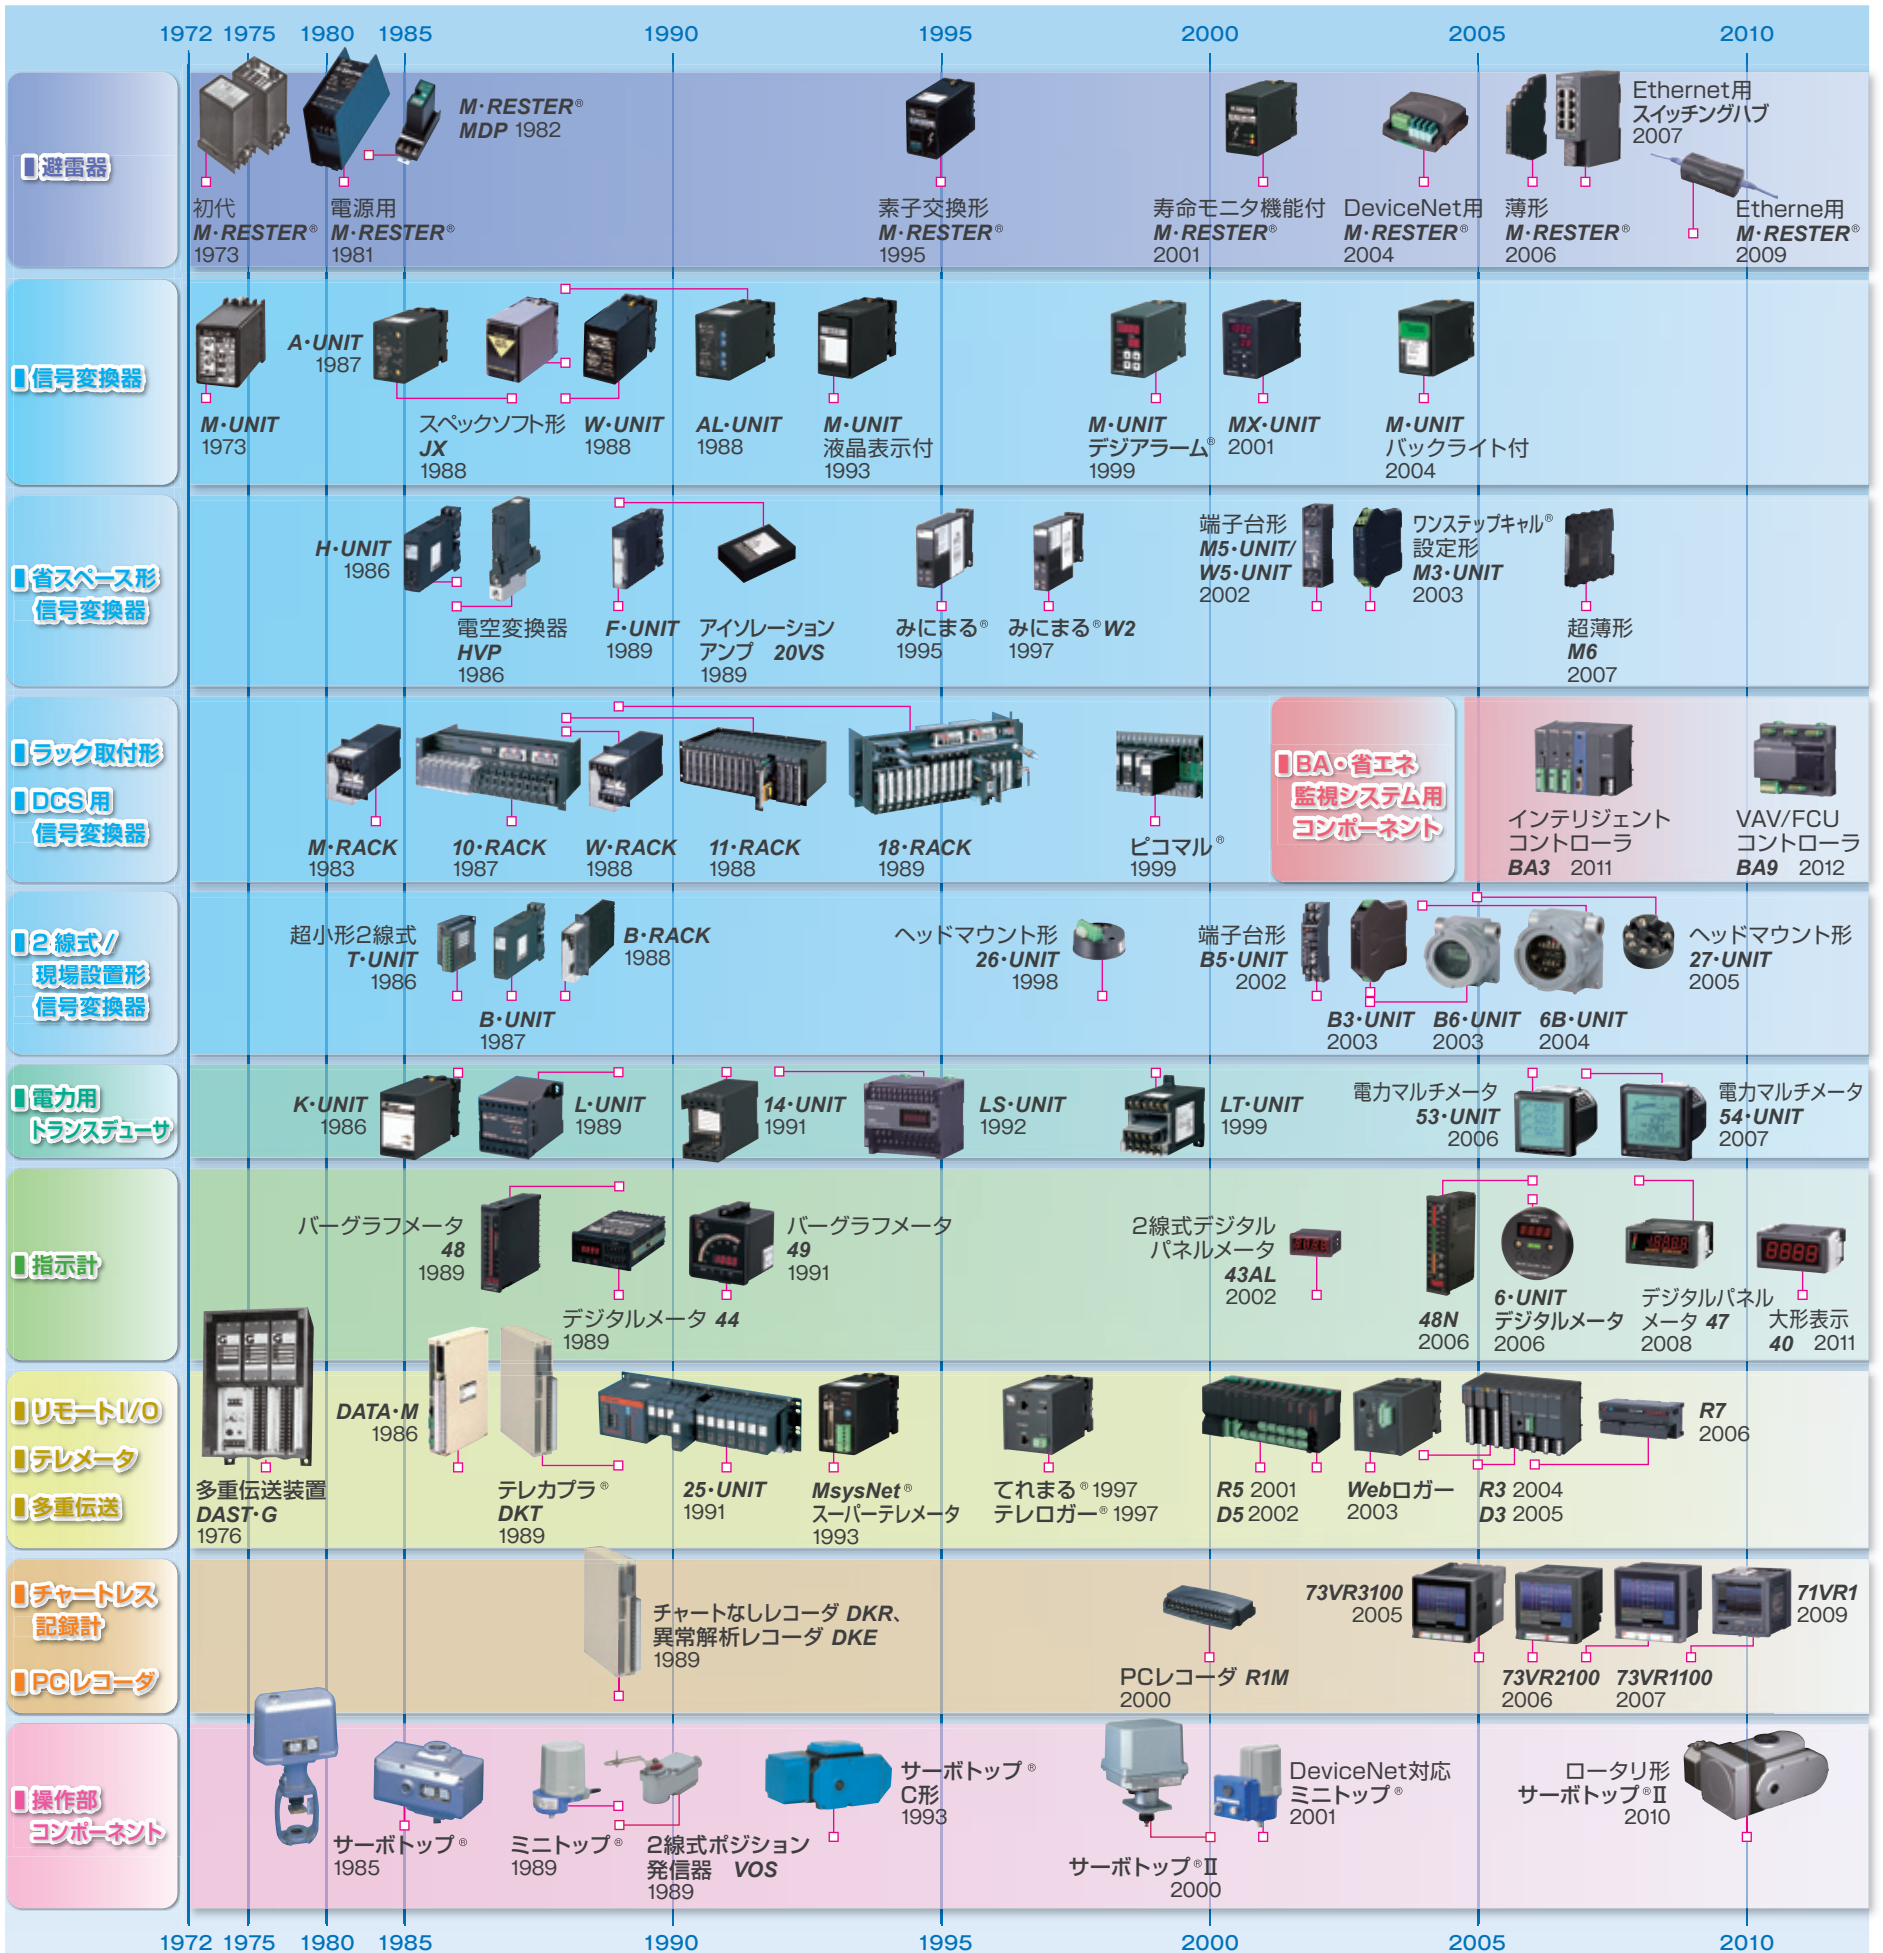 1972 1975 1980 1985 1990 1995 2000 2005 2010
避雷器
初代
M・RESTER®
1973
電源用
M・RESTER®
1981
M・RESTER®
MDP 1982
素子交換形
M・RESTER®
1995
寿命モニタ機能付
M・RESTER®
2001
DeviceNet用
M・RESTER®
2004
薄形
M・RESTER®
2006
Ethernet用
スイッチングハブ
2007
Etherne用
M・RESTER®
2009
信号変換器
M・UNIT
1973
A・UNIT
1987
スペックソフト形
JX
1988
W・UNIT
1988
AL・UNIT
1988
M・UNIT
液晶表示付
1993
M・UNIT
デジアラーム®
1999
MX・UNIT
2001
M・UNIT
バックライト付
2004
省スペース形
信号変換器
H・UNIT
1986
電空変換器
HVP
1986
F・UNIT
1989
アイソレーション
アンプ 20VS
1989
みにまる®
1995
みにまる®W2
1997
端子台形
M5・UNIT/
W5・UNIT
2002
ワンステップキャル®
設定形
M3・UNIT
2003
超薄形
M6
2007
ラック取付形
DCS用
信号変換器
M・RACK
1983
10・RACK
1987
W・RACK
1988
11・RACK
1988
18・RACK
1989
ピコマル®
1999
BA・省エネ
監視システム用
コンポーネント
インテリジェント
コントローラ
BA3 2011
VAV/FCU
コントローラ
BA9 2012
2線式/
現場設置形
信号変換器
超小形2線式
T・UNIT
1986
B・UNIT
1987
B・RACK
1988
ヘッドマウント形
26・UNIT
1998
端子台形
B5・UNIT
2002
B3・UNIT
2003
B6・UNIT
2003
6B・UNIT
2004
ヘッドマウント形
27・UNIT
2005
電力用
トランスデューサ
K・UNIT
1986
L・UNIT
1989
14・UNIT
1991
LS・UNIT
1992
LT・UNIT
1999
電力マルチメータ
53・UNIT
2006
電力マルチメータ
54・UNIT
2007
指示計
バーグラフメータ
48
1989
デジタルメータ 44
1989
バーグラフメータ
49
1991
2線式デジタル
パネルメータ
43AL
2002
48N
2006
6・UNIT
デジタルメータ
2006
デジタルパネル
メータ 47
2008
大形表示
40 2011
リモートI/O
テレメータ
多重伝送
多重伝送装置
DAST・G
1976
DATA・M
1986
テレカプラ®
DKT
1989
25・UNIT
1991
MsysNet®
スーパーテレメータ
1993
てれまる®1997
テレロガー®1997
R5 2001
D5 2002
Webロガー
2003
R3 2004
D3 2005
R7
2006
チャートレス
記録計
PCレコーダ
チャートなしレコーダ DKR、
異常解析レコーダ DKE
1989
PCレコーダ R1M
2000
73VR3100
2005
73VR2100
2006
73VR1100
2007
71VR1
2009
操作部
コンポーネント
サーボトップ®
1985
ミニトップ®
1989
2線式ポジション
発信器 VOS
1989
サーボトップ®
C形
1993
サーボトップ®Ⅱ
2000
DeviceNet対応
ミニトップ®
2001
ロータリ形
サーボトップ®Ⅱ
2010
1972 1975 1980 1985 1990 1995 2000 2005 2010